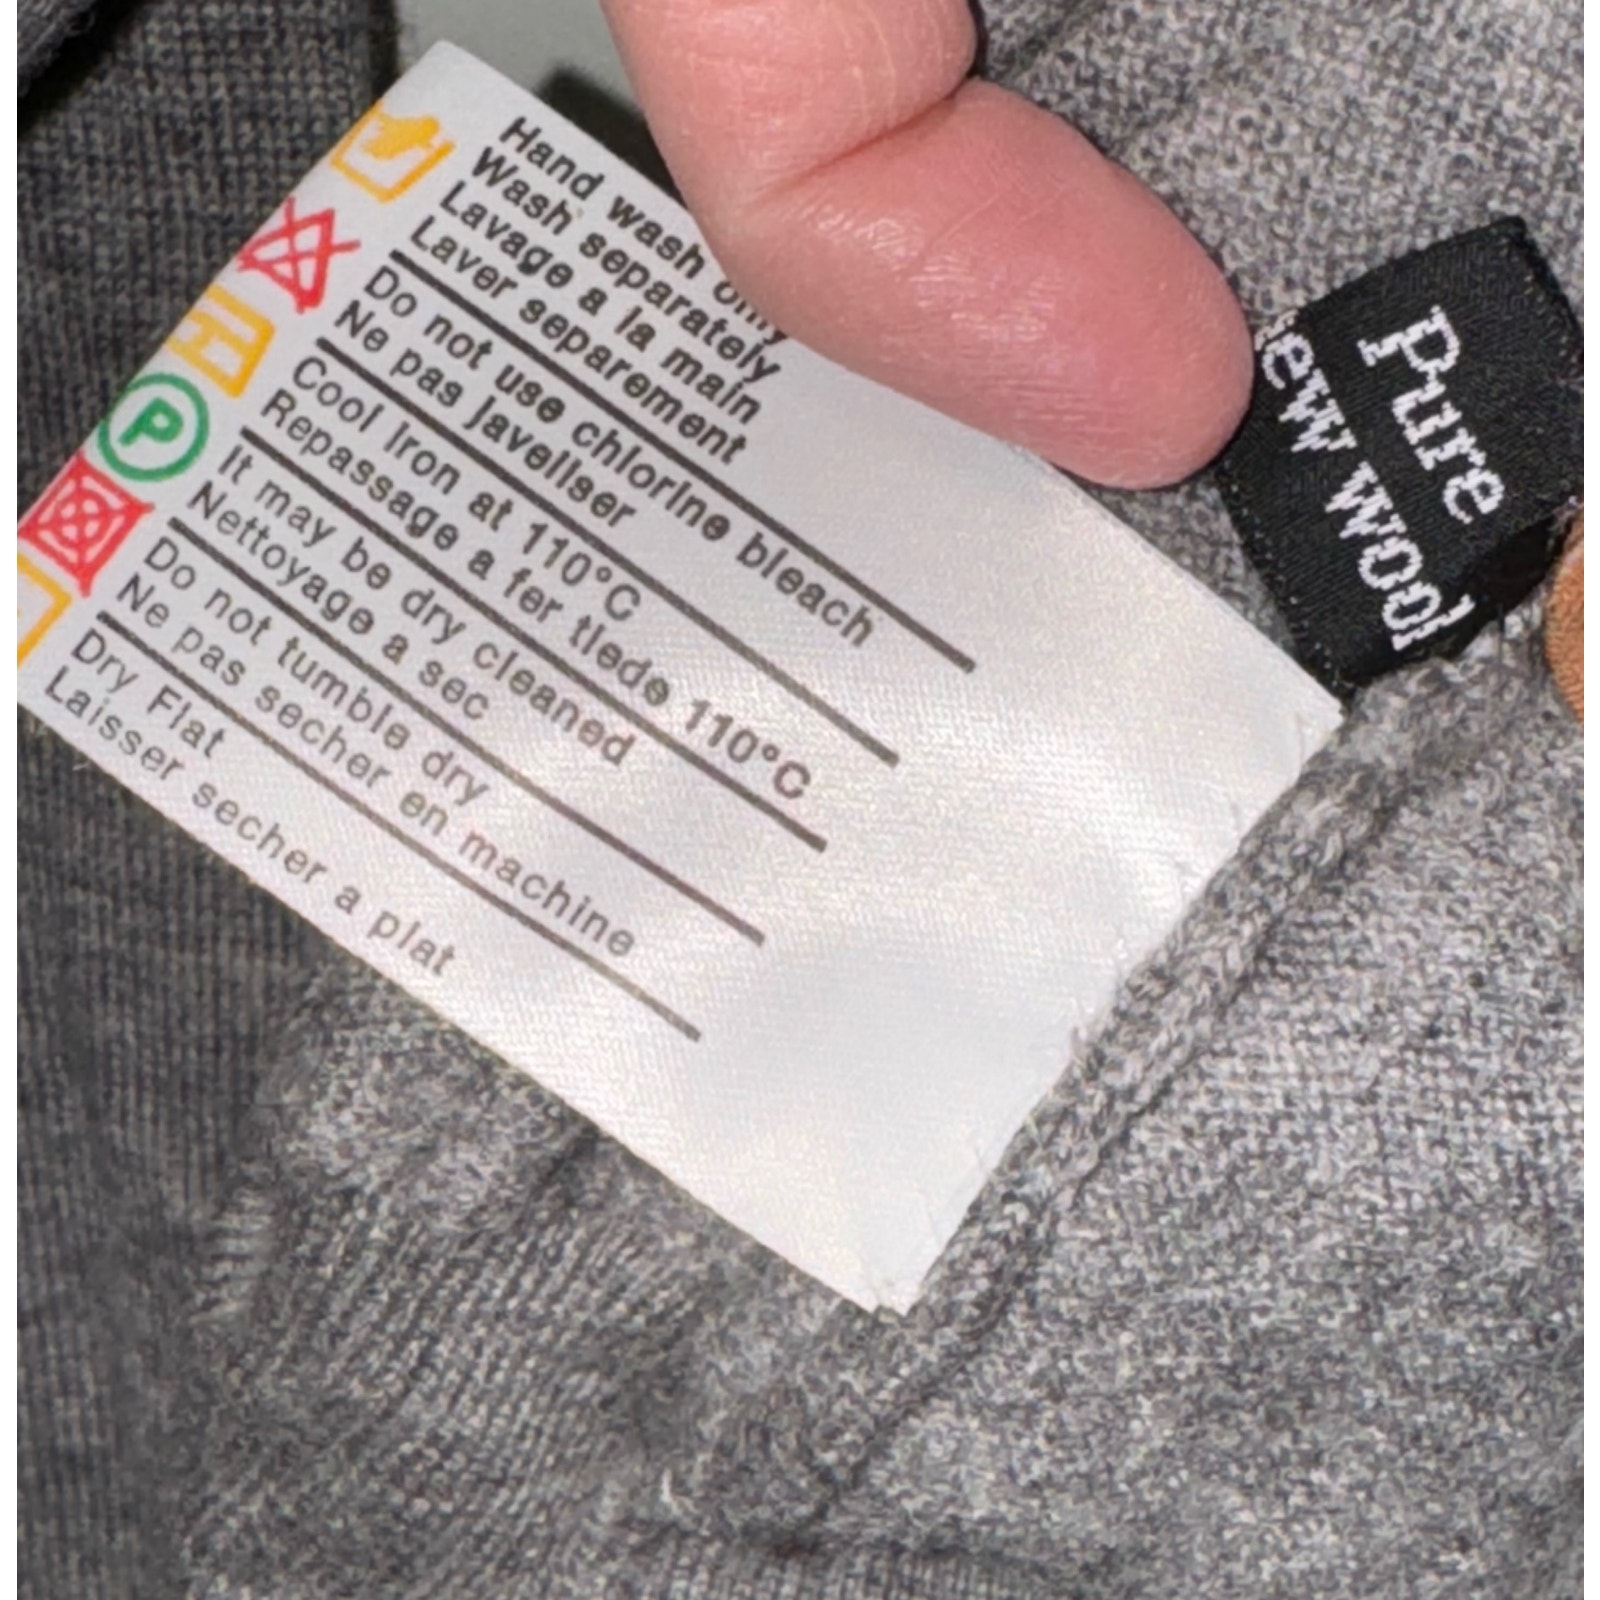 Hand wash only
Wash separately
Lavage a la main
Laver separement
Do not use chlorine bleach
Ne pas javeliser
Cool Iron at 110°C
Repassage a fer tiede 110°C
It may be dry cleaned
Nettoyage a sec
Do not tumble dry
Ne pas secher en machine
Dry Flat
Laisser secher a plat
P
Pure
new wool